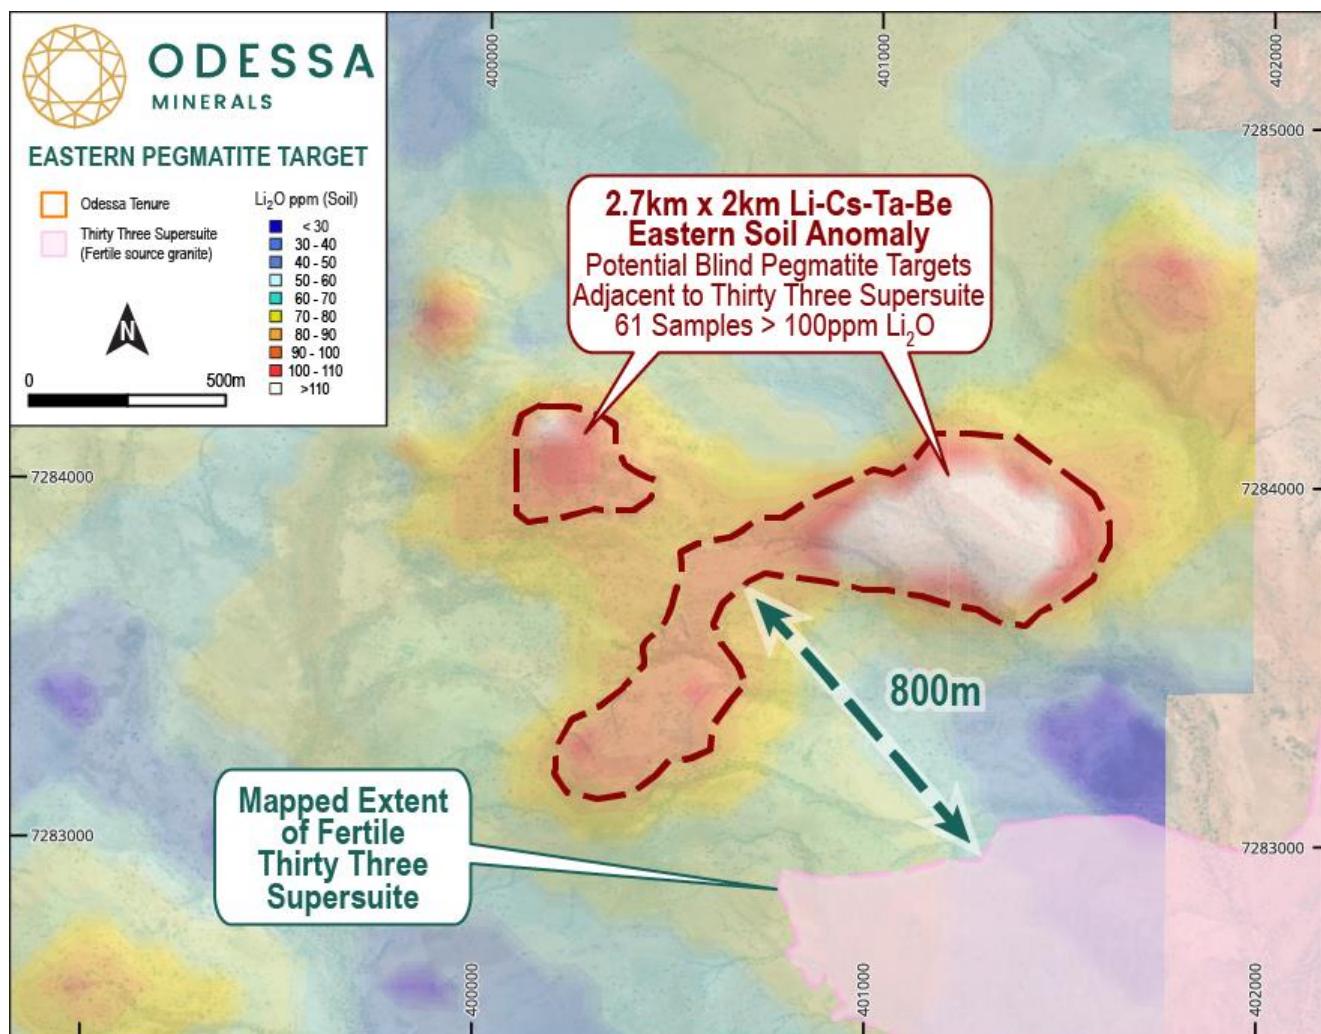 ODESSA
MINERALS
EASTERN PEGMATITE TARGET
Odessa Tenure
Thirty Three Supersuite
(Fertile source granite)
Li₂O ppm (Soil)
< 30
30 - 40
40 - 50
50 - 60
60 - 70
70 - 80
80 - 90
90 - 100
100 - 110
>110
N
0 500m
400000
401000
402000
7285000
2.7km x 2km Li-Cs-Ta-Be
Eastern Soil Anomaly
Potential Blind Pegmatite Targets
Adjacent to Thirty Three Supersuite
61 Samples > 100ppm Li₂O
7284000
7284000
800m
Mapped Extent
of Fertile
Thirty Three
Supersuite
7283000
7283000
400000
401000
402000